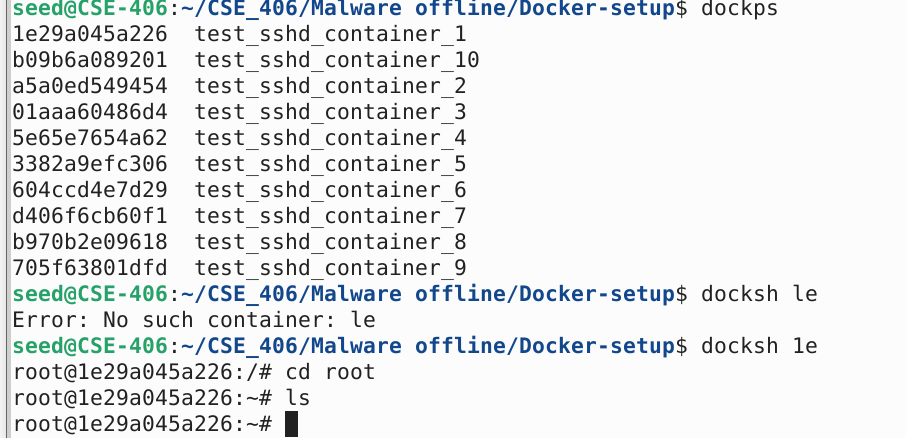 seed@CSE-406:~/CSE_406/Malware offline/Docker-setup$ dockps
1e29a045a226  test_sshd_container_1
b09b6a089201  test_sshd_container_10
a5a0ed549454  test_sshd_container_2
01aaa60486d4  test_sshd_container_3
5e65e7654a62  test_sshd_container_4
3382a9efc306  test_sshd_container_5
604ccd4e7d29  test_sshd_container_6
d406f6cb60f1  test_sshd_container_7
b970b2e09618  test_sshd_container_8
705f63801dfd  test_sshd_container_9
seed@CSE-406:~/CSE_406/Malware offline/Docker-setup$ docksh le
Error: No such container: le
seed@CSE-406:~/CSE_406/Malware offline/Docker-setup$ docksh 1e
root@1e29a045a226:/# cd root
root@1e29a045a226:~# ls
root@1e29a045a226:~#